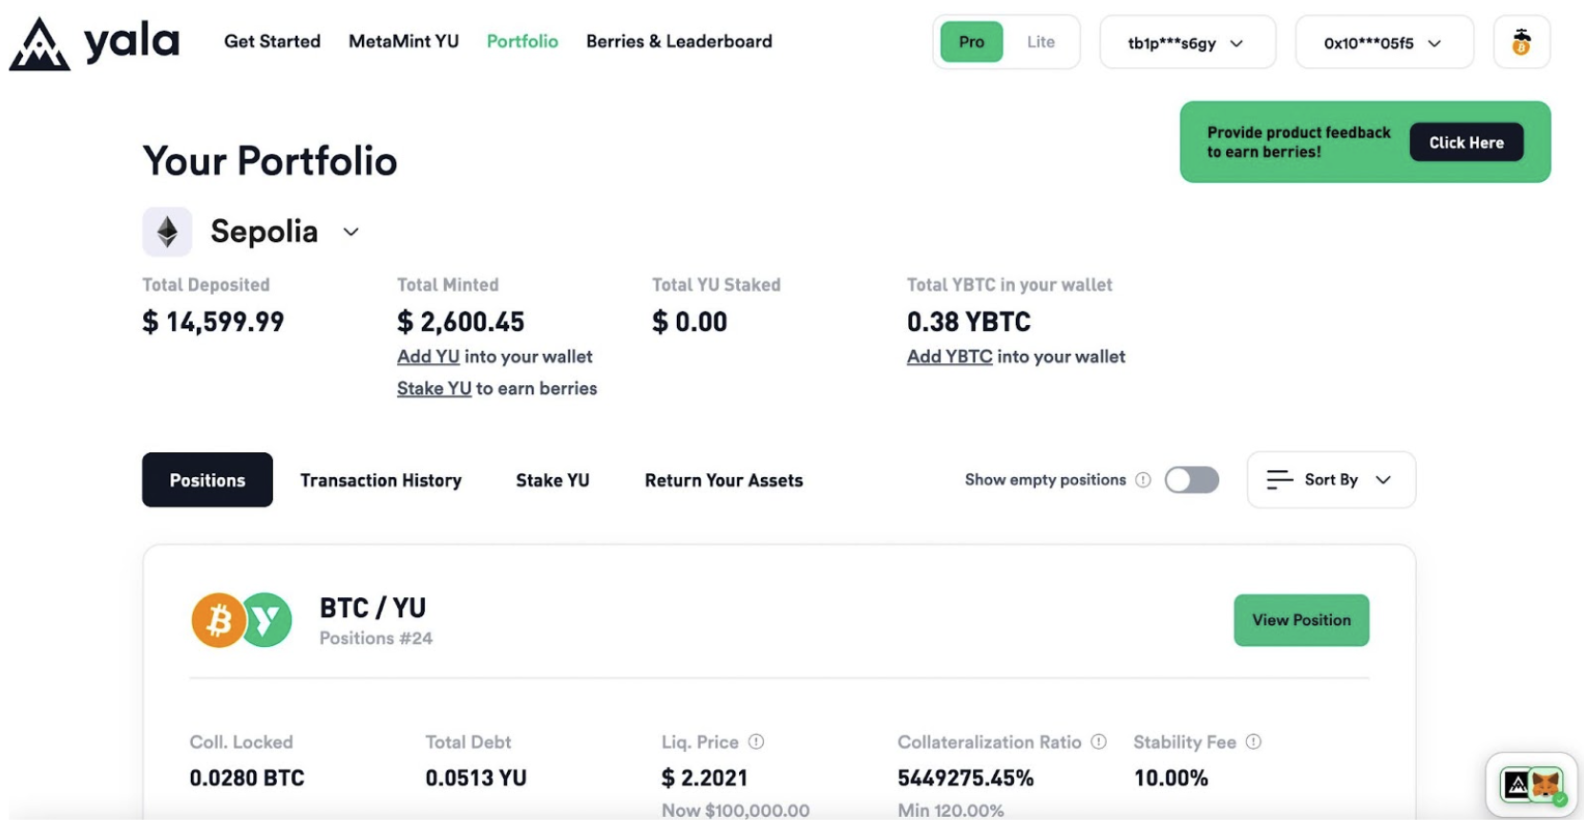 yala
Get Started MetaMint YU Portfolio Berries & Leaderboard
Pro Lite tb1p***s6gy 0x10***05f5
Provide product feedback
to earn berries!
Click Here
Your Portfolio
Sepolia
Total Deposited Total Minted Total YU Staked Total YBTC in your wallet
$ 14,599.99 $ 2,600.45 $ 0.00 0.38 YBTC
Add YU into your wallet Add YBTC into your wallet
Stake YU to earn berries
Positions Transaction History Stake YU Return Your Assets Show empty positions Sort By
BTC / YU
Positions #24
View Position
Coll. Locked Total Debt Liq. Price Collateralization Ratio Stability Fee
0.0280 BTC 0.0513 YU $ 2.2021 5449275.45% 10.00%
Now $100,000.00 Min 120.00%